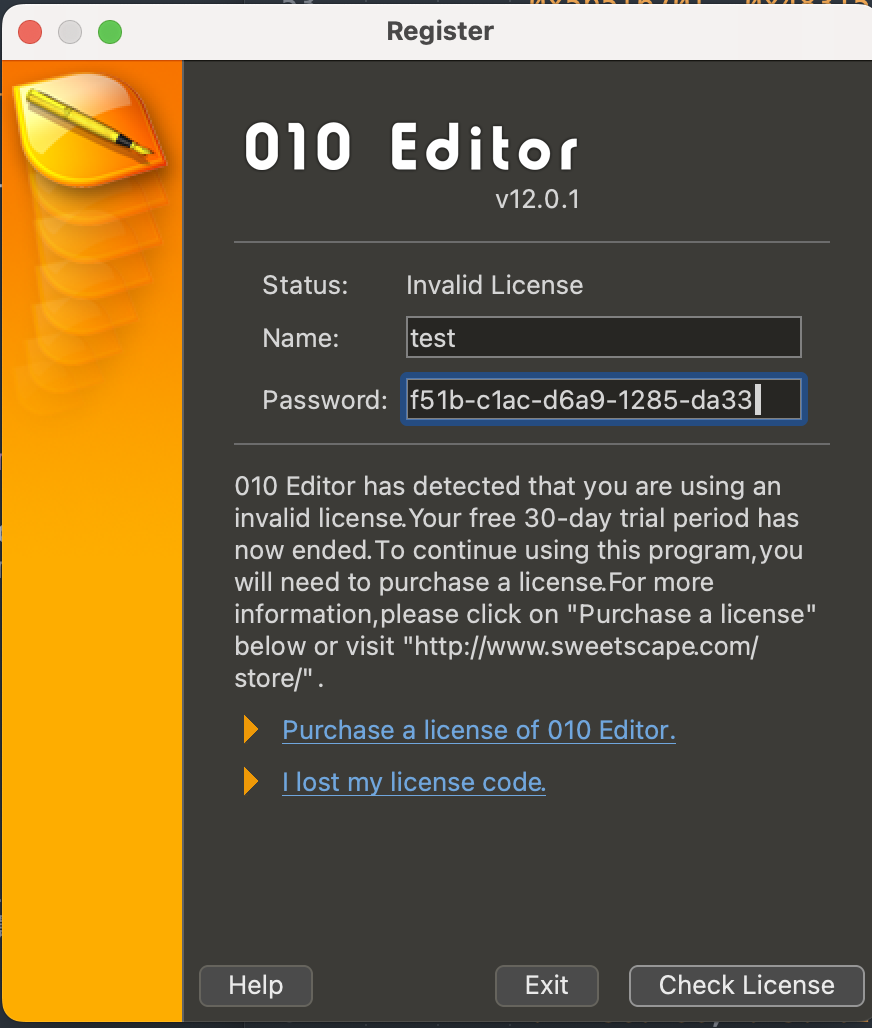 Register
010 Editor
v12.0.1
Status: Invalid License
Name: test
Password: f51b-c1ac-d6a9-1285-da33
010 Editor has detected that you are using an
invalid license.Your free 30-day trial period has
now ended.To continue using this program,you
will need to purchase a license.For more
information,please click on "Purchase a license"
below or visit "http://www.sweetscape.com/
store/" .
Purchase a license of 010 Editor.
I lost my license code.
Help Exit Check License